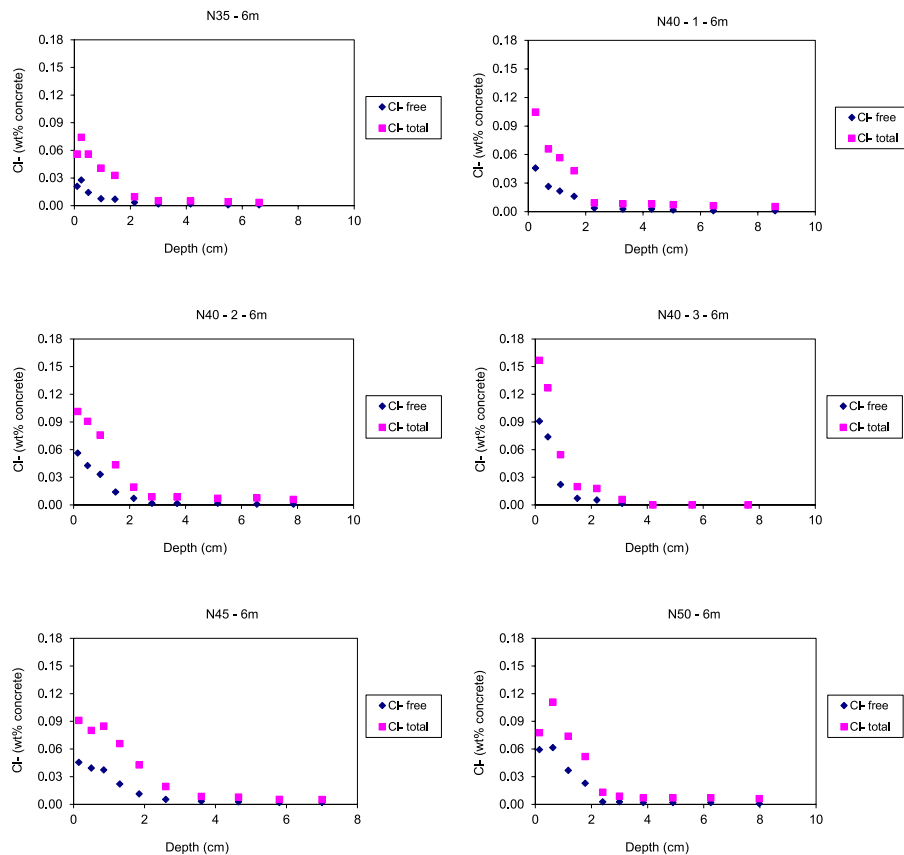 N35 - 6m
0.18
0.15
0.12
0.09
0.06
0.03
0.00
0 2 4 6 8 10
Cl- (wt% concrete)
Depth (cm)
Cl- free
Cl- total
N40 - 1 - 6m
0.18
0.15
0.12
0.09
0.06
0.03
0.00
0 2 4 6 8 10
Cl- (wt% concrete)
Depth (cm)
Cl- free
Cl- total
N40 - 2 - 6m
0.18
0.15
0.12
0.09
0.06
0.03
0.00
0 2 4 6 8 10
Cl- (wt% concrete)
Depth (cm)
Cl- free
Cl- total
N40 - 3 - 6m
0.18
0.15
0.12
0.09
0.06
0.03
0.00
0 2 4 6 8 10
Cl- (wt% concrete)
Depth (cm)
Cl- free
Cl- total
N45 - 6m
0.18
0.15
0.12
0.09
0.06
0.03
0.00
0 2 4 6 8
Cl- (wt% concrete)
Depth (cm)
Cl- free
Cl- total
N50 - 6m
0.18
0.15
0.12
0.09
0.06
0.03
0.00
0 2 4 6 8 10
Cl- (wt% concrete)
Depth (cm)
Cl- free
Cl- total